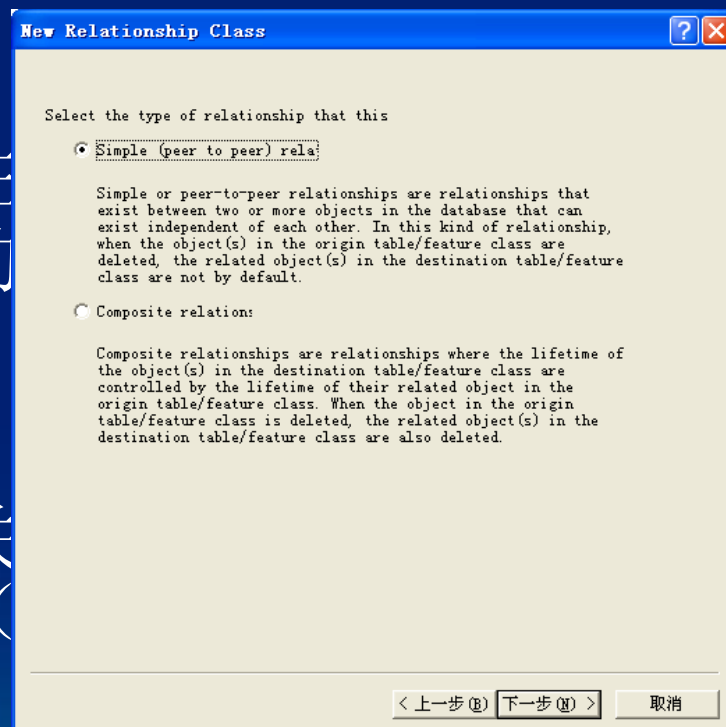 New Relationship Class
Select the type of relationship that this
Simple (peer to peer) rela
Simple or peer-to-peer relationships are relationships that
exist between two or more objects in the database that can
exist independent of each other. In this kind of relationship,
when the object(s) in the origin table/feature class are
deleted, the related object(s) in the destination table/feature
class are not by default.
Composite relations
Composite relationships are relationships where the lifetime of
the object(s) in the destination table/feature class are
controlled by the lifetime of their related object in the
origin table/feature class. When the object in the origin
table/feature class is deleted, the related object(s) in the
destination table/feature class are also deleted.
< 上一步(B) 下一步(N) > 取消